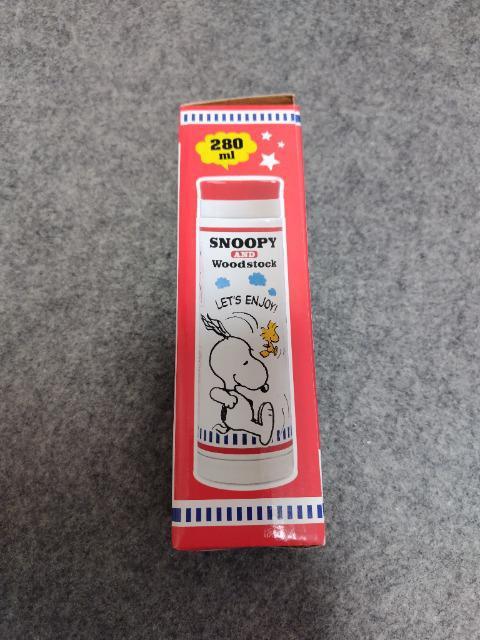 280
ml
SNOOPY
AND
Woodstock
LET'S ENJOY!